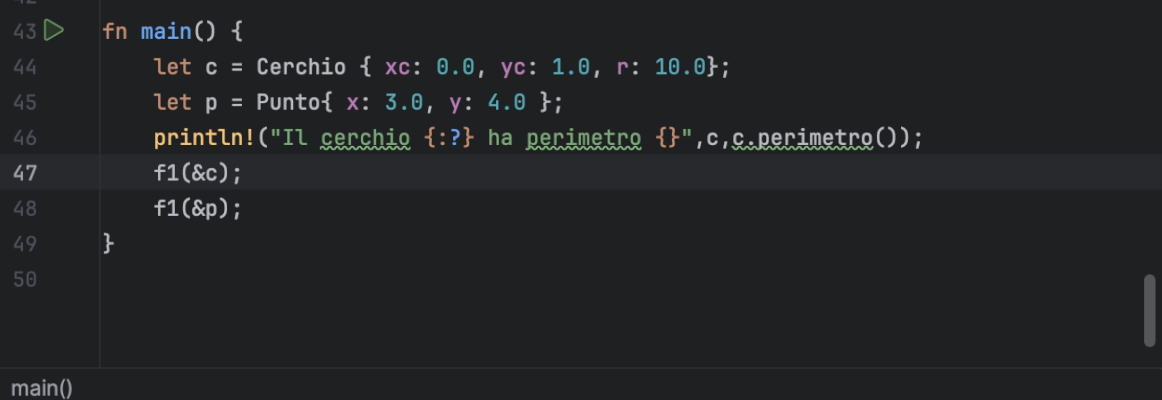 43 fn main() {
44 let c = Cerchio { xc: 0.0, yc: 1.0, r: 10.0};
45 let p = Punto{ x: 3.0, y: 4.0 };
46 println!("Il cerchio {:?} ha perimetro {}",c,c.perimetro());
47 f1(&c);
48 f1(&p);
49 }
50
main()